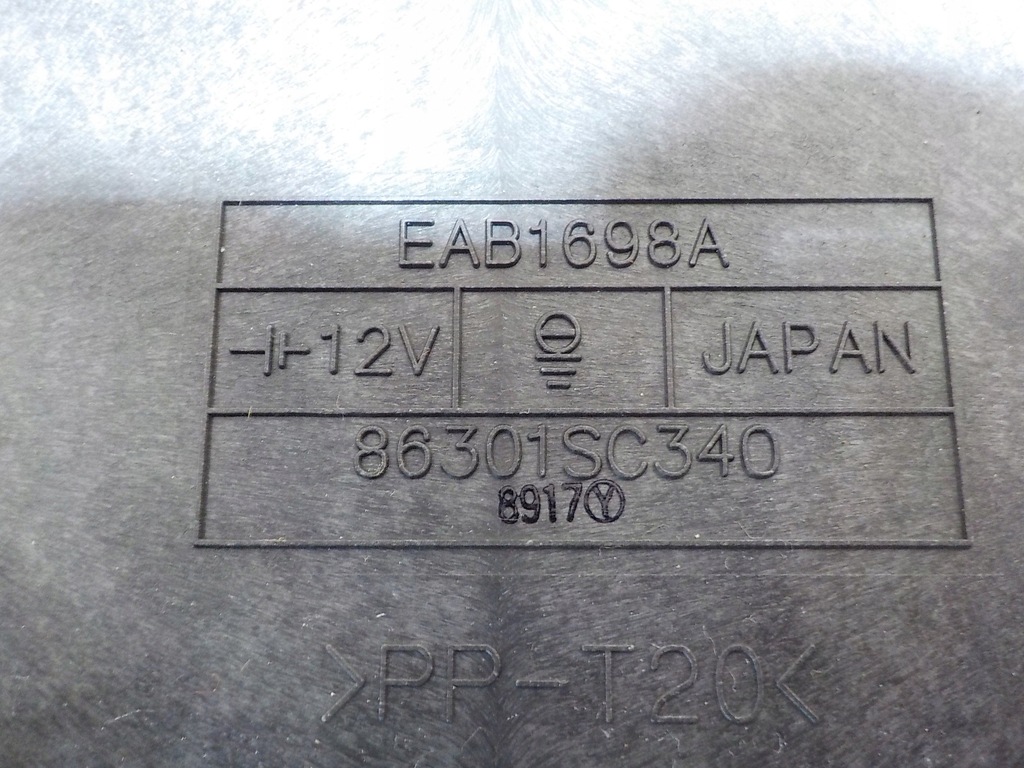 EAB1698A
12V JAPAN
86301SC340
8917Ⓨ
>PP-T20<